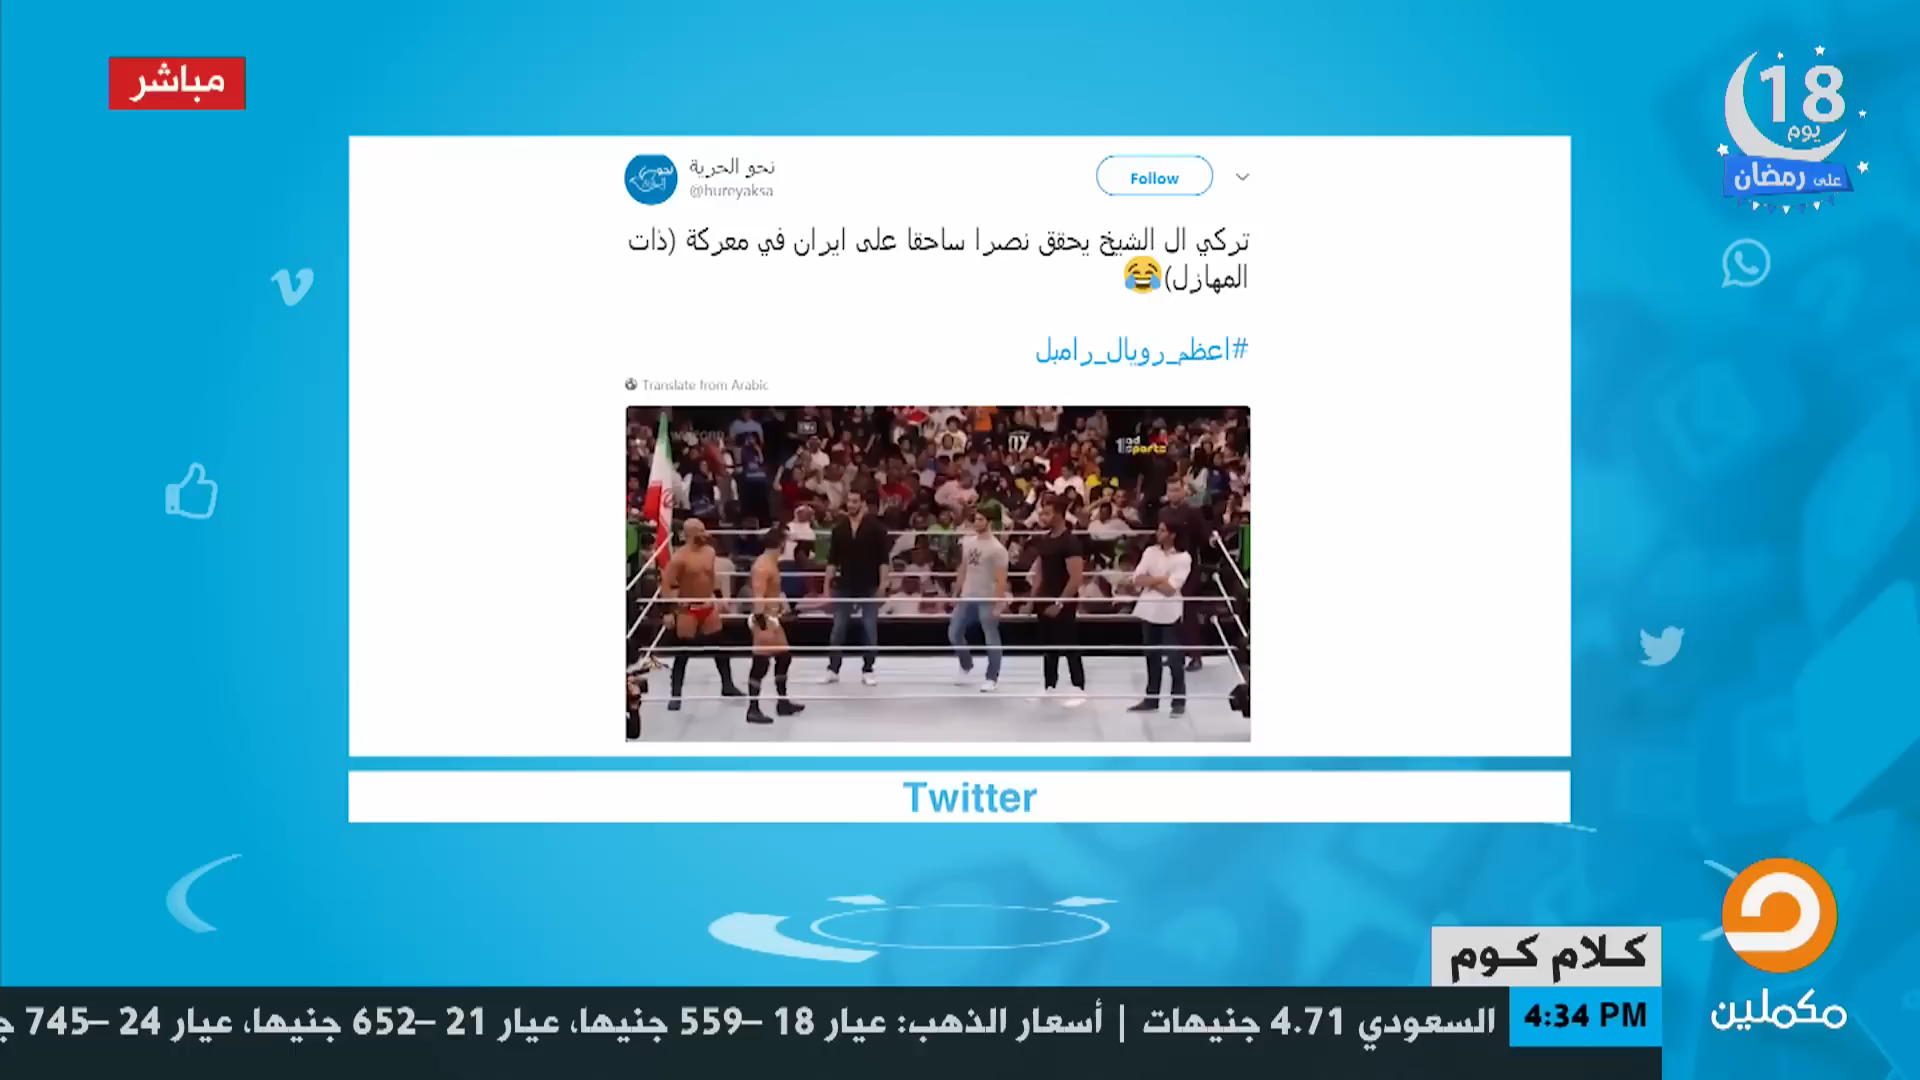 مباشر
18
يوم
على رمضان
نحو الحرية
@hureyaksa
Follow
تركي ال الشيخ يحقق نصرا ساحقا على ايران في معركة (ذات
المهازل)😂
#اعظم_رويال_رامبل
Translate from Arabic
ad
sports
Twitter
كلام كوم
4:34 PM
السعودي 4.71 جنيهات | أسعار الذهب: عيار 18 –559 جنيها، عيار 21 –652 جنيها، عيار 24 –745 ج
مكملين